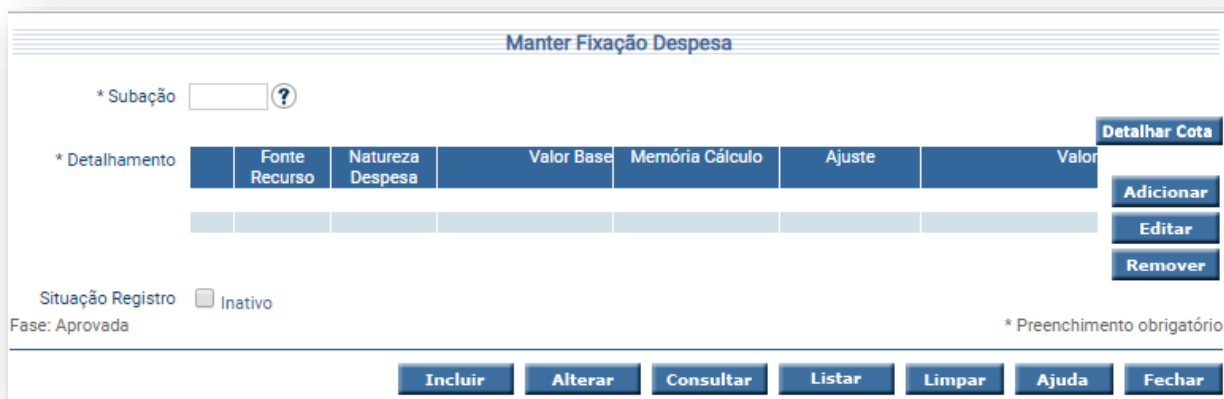 Manter Fixação Despesa
* Subação ?
Detalhar Cota
* Detalhamento Fonte Recurso Natureza Despesa Valor Base Memória Cálculo Ajuste Valor
Adicionar
Editar
Remover
Situação Registro Inativo
Fase: Aprovada * Preenchimento obrigatório
Incluir Alterar Consultar Listar Limpar Ajuda Fechar